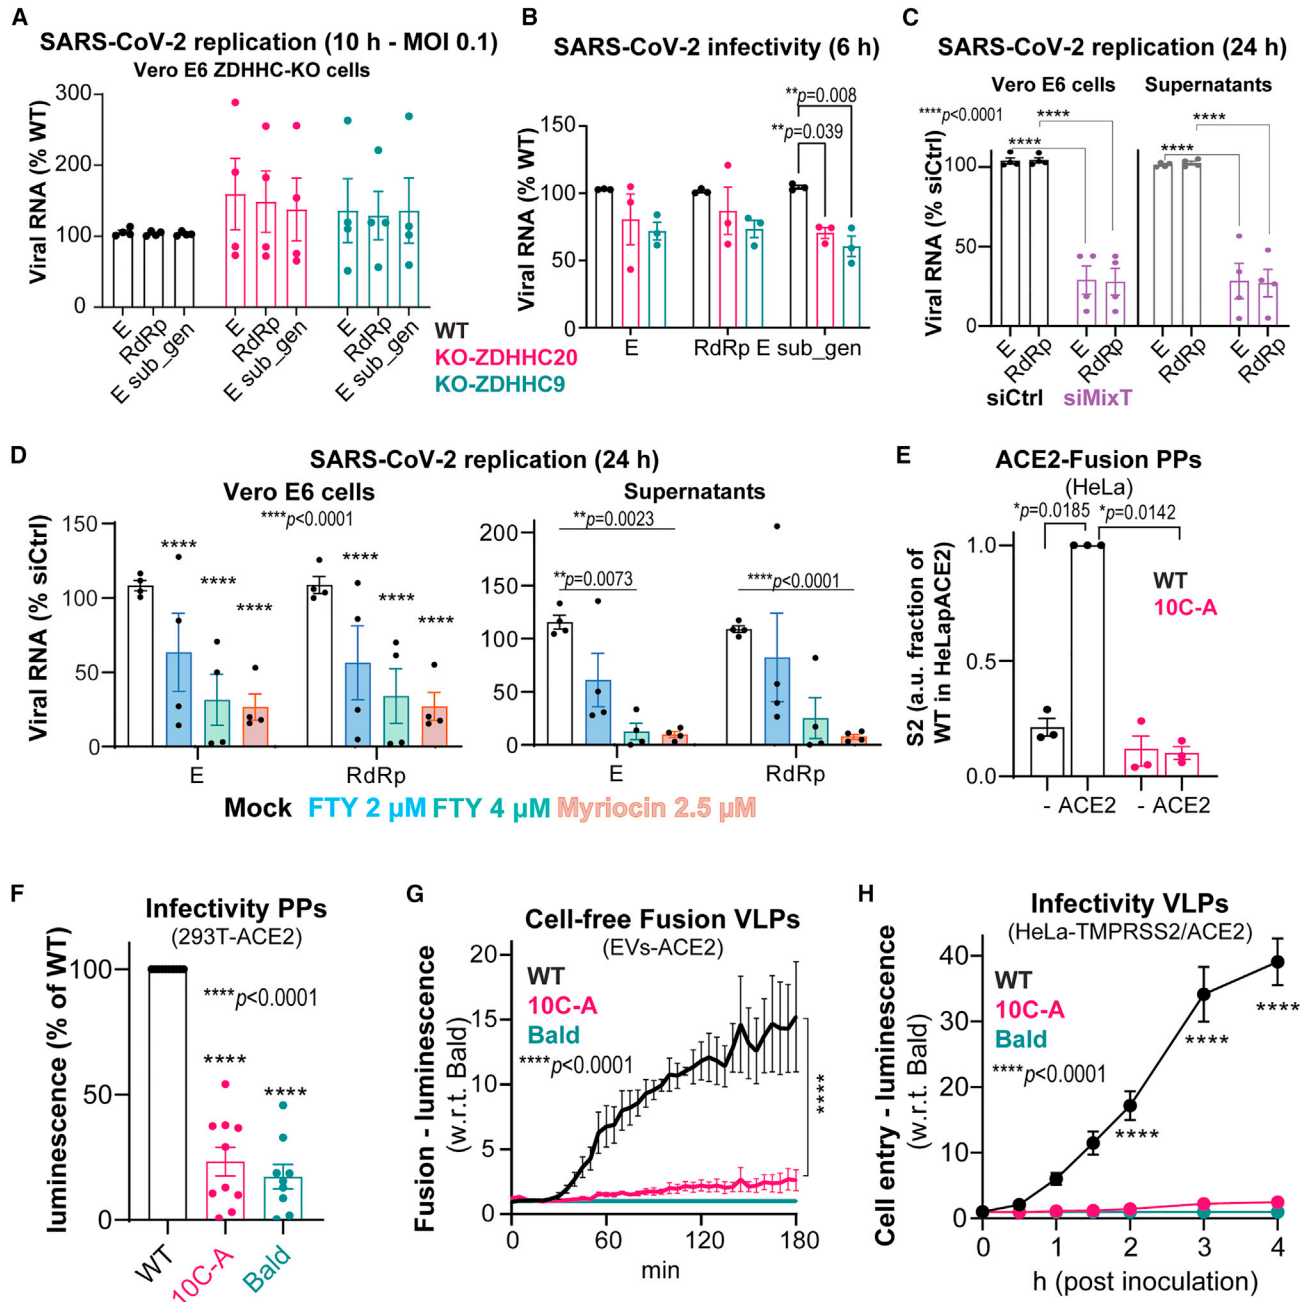 A
SARS-CoV-2 replication (10 h - MOI 0.1)
Vero E6 ZDHHC-KO cells
Viral RNA (% WT)
300
200
100
0
E
RdRp
E sub_gen
E
RdRp
E sub_gen
E
RdRp
E sub_gen
WT
KO-ZDHHC20
KO-ZDHHC9
B
SARS-CoV-2 infectivity (6 h)
Viral RNA (% WT)
150
100
50
0
**p=0.008
**p=0.039
E RdRp E sub_gen
C
SARS-CoV-2 replication (24 h)
Vero E6 cells Supernatants
****p<0.0001
Viral RNA (% siCtrl)
100
50
0
****
****
****
****
E
RdRp
E
RdRp
E
RdRp
E
RdRp
siCtrl siMixT
D
SARS-CoV-2 replication (24 h)
Vero E6 cells
Viral RNA (% siCtrl)
150
100
50
0
****p<0.0001
****
****
****
****
****
****
E RdRp
Supernatants
200
150
100
50
0
**p=0.0023
**p=0.0073
****p<0.0001
E RdRp
Mock FTY 2 µM FTY 4 µM Myriocin 2.5 µM
E
ACE2-Fusion PPs
(HeLa)
*p=0.0185 *p=0.0142
S2 (a.u. fraction of
WT in HeLapACE2)
1.0
0.5
0.0
WT
10C-A
- ACE2 - ACE2
F
Infectivity PPs
(293T-ACE2)
luminescence (% of WT)
100
50
0
****p<0.0001
****
****
WT
10C-A
Bald
G
Cell-free Fusion VLPs
(EVs-ACE2)
Fusion - luminescence
(w.r.t. Bald)
20
15
10
5
0
WT
10C-A
Bald
****p<0.0001
****
0 60 120 180
min
H
Infectivity VLPs
(HeLa-TMPRSS2/ACE2)
Cell entry - luminescence
(w.r.t. Bald)
40
30
20
10
0
WT
10C-A
Bald
****p<0.0001
****
****
****
0 1 2 3 4
h (post inoculation)